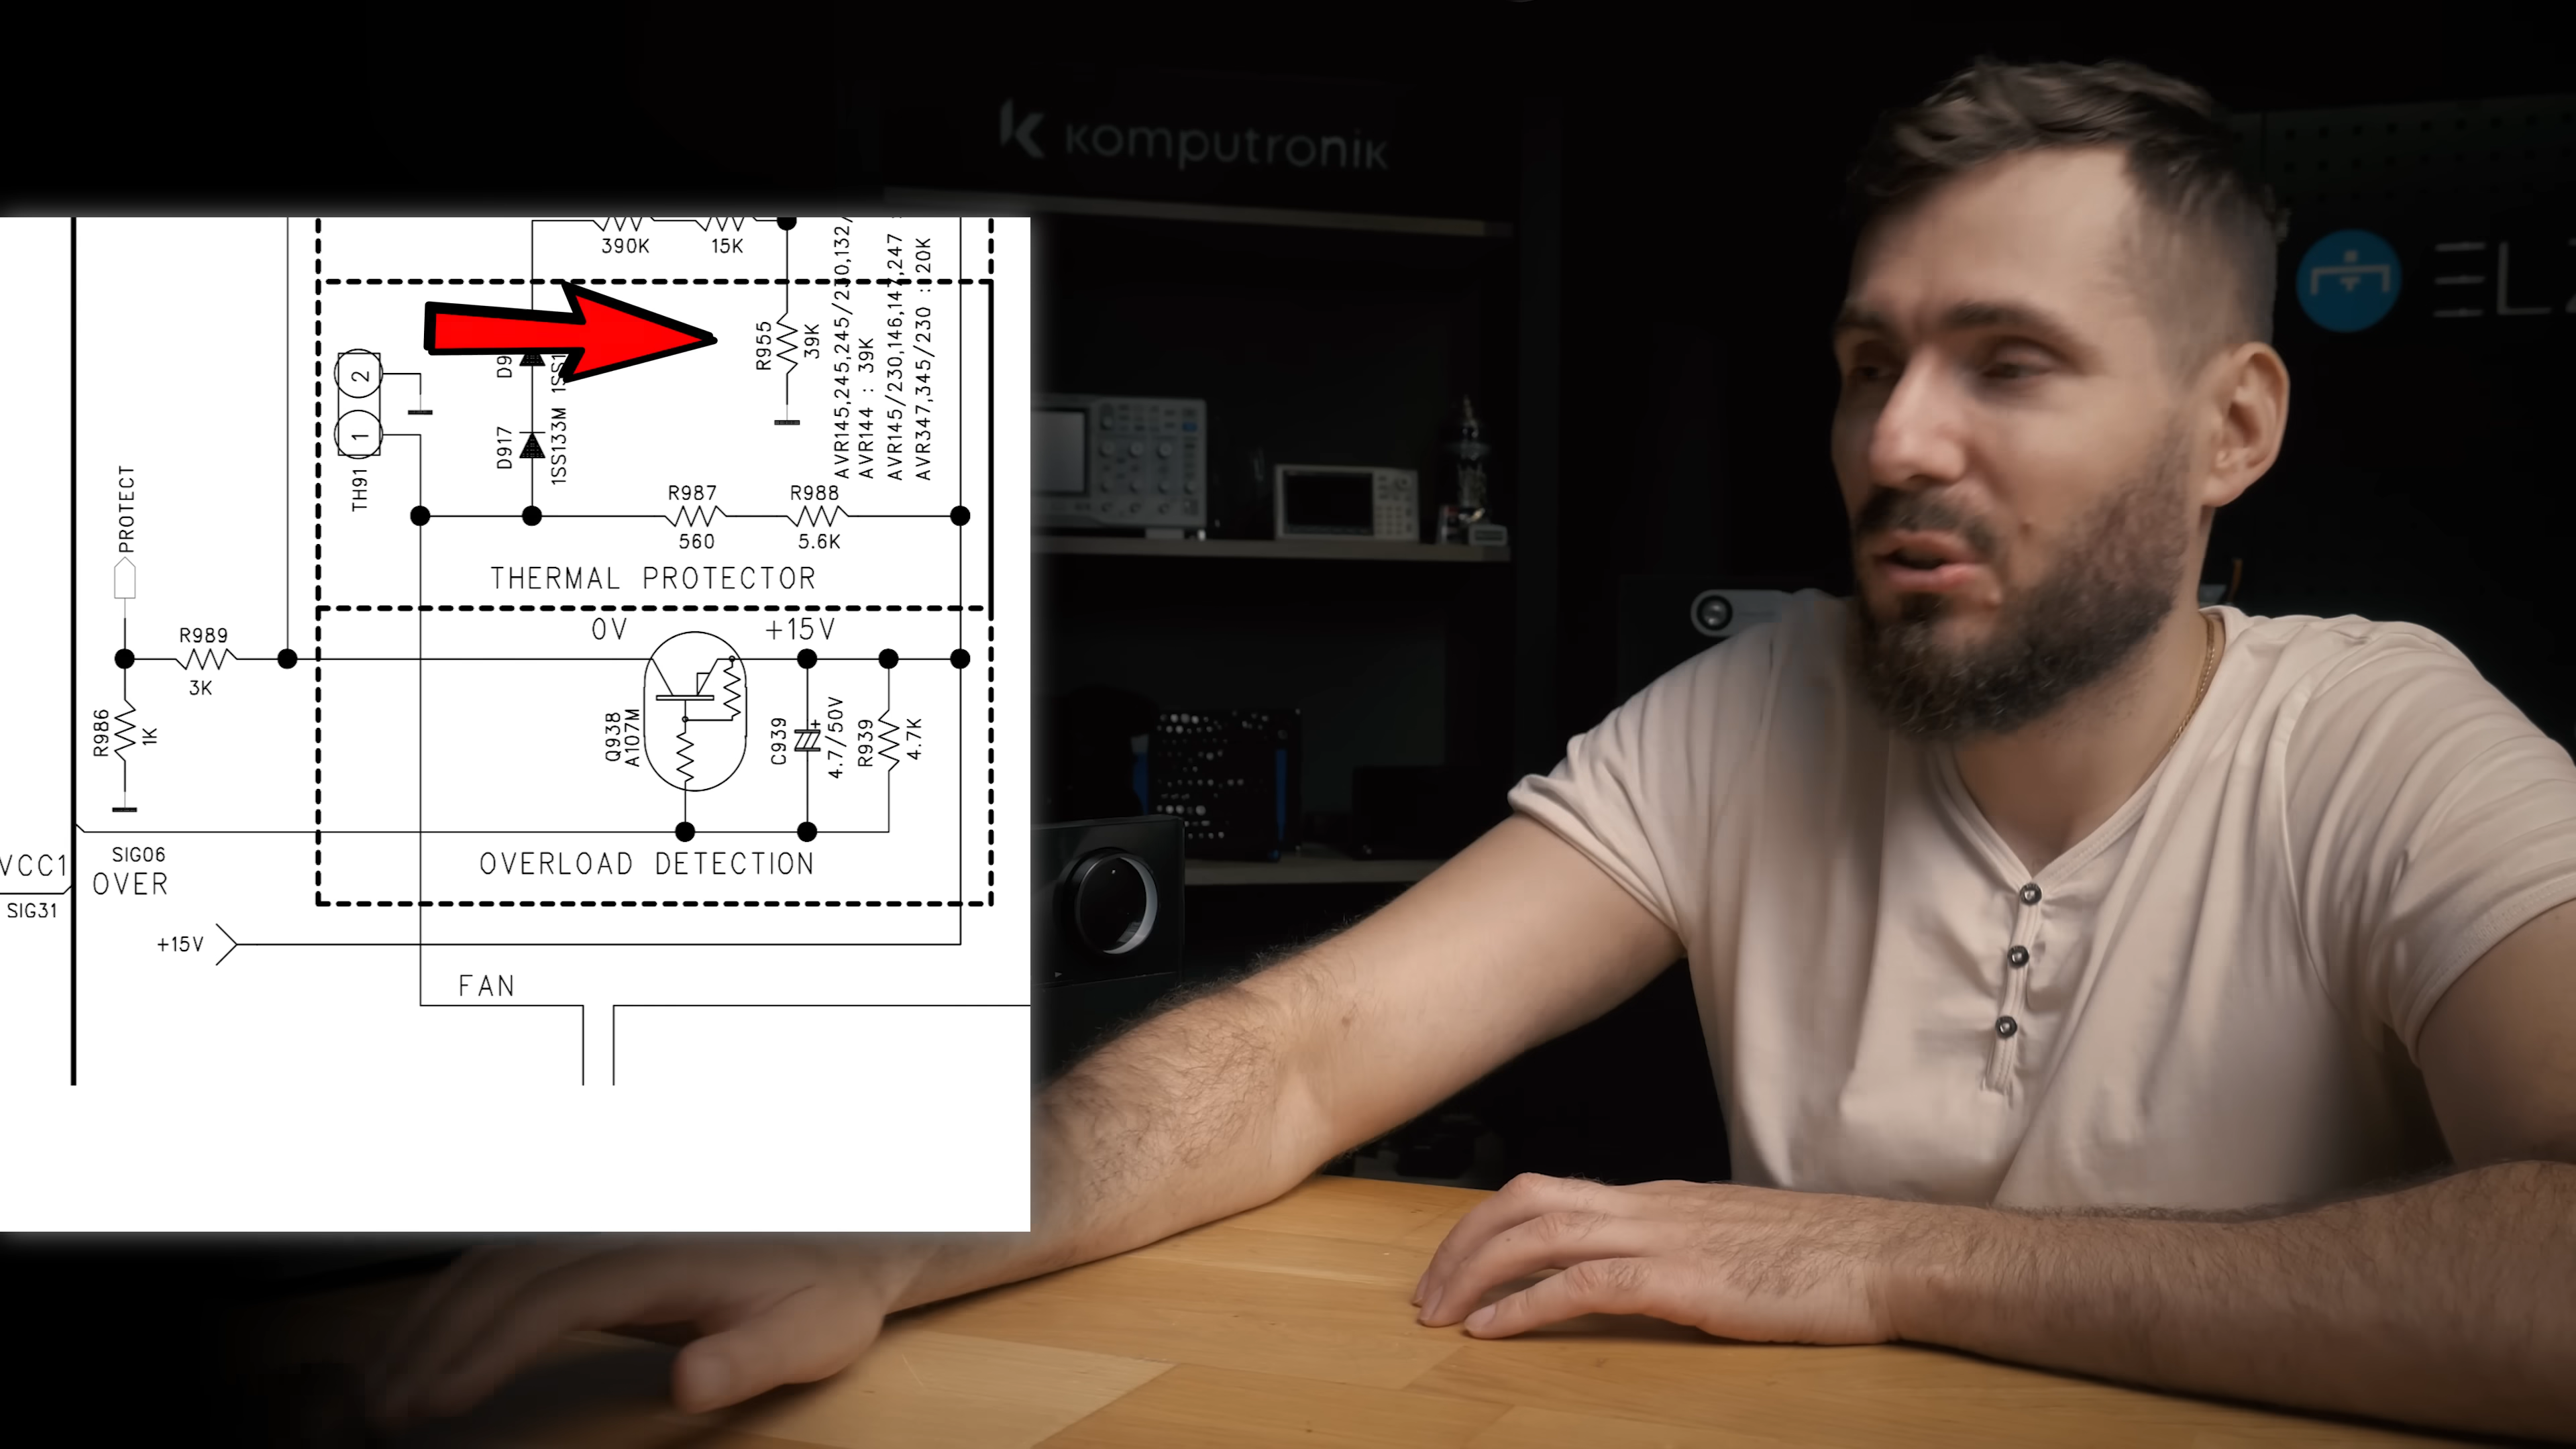 komputronik
390K
15K
R955
39K
AVR145,245,245/230,132/
AVR144 : 39K
AVR145/230,146,147,247 :
AVR347,345/230 : 20K
2
1
TH91
D917
1SS133M
R987
560
R988
5.6K
THERMAL PROTECTOR
PROTECT
R989
3K
R986
1K
0V
+15V
Q938
A107M
C939
+
4.7/50V
R939
4.7K
OVERLOAD DETECTION
VCC1
SIG31
SIG06
OVER
+15V
FAN